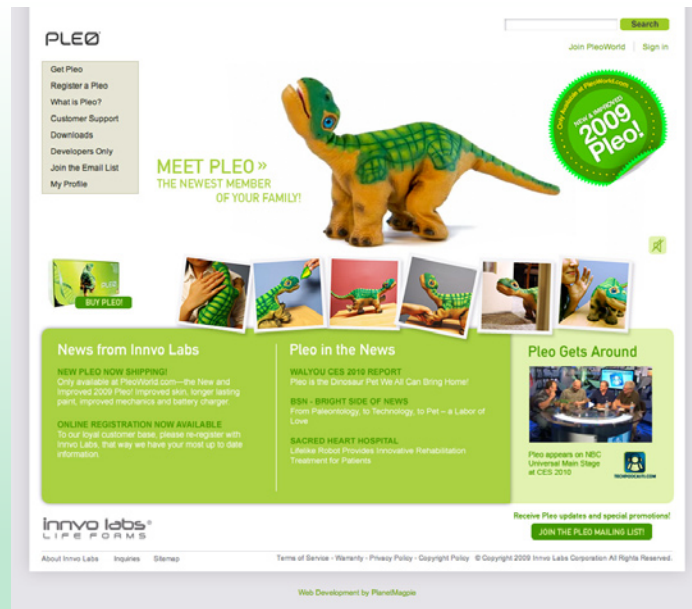 Search
PLEO
Join PleoWorld
Sign in
Get Pleo
Register a Pleo
What is Pleo?
Customer Support
Downloads
Developers Only
Join the Email List
My Profile
MEET PLEO »
THE NEWEST MEMBER
OF YOUR FAMILY!
Only Available at PleoWorld.com
NEW & IMPROVED
2009
Pleo!
PLEO
BUY PLEO!
News from Innvo Labs
NEW PLEO NOW SHIPPING!
Only available at PleoWorld.com—the New and
Improved 2009 Pleo! Improved skin, longer lasting
paint, improved mechanics and battery charger.
ONLINE REGISTRATION NOW AVAILABLE
To our loyal customer base, please re-register with
Innvo Labs, that way we have your most up to date
information.
Pleo in the News
WALYOU CES 2010 REPORT
Pleo is the Dinosaur Pet We All Can Bring Home!
BSN - BRIGHT SIDE OF NEWS
From Paleontology, to Technology, to Pet – a Labor of
Love
SACRED HEART HOSPITAL
Lifelike Robot Provides Innovative Rehabilitation
Treatment for Patients
Pleo Gets Around
Pleo appears on NBC
Universal Main Stage
at CES 2010
innvo labs®
LIFE FORMS
Receive Pleo updates and special promotions!
JOIN THE PLEO MAILING LIST!
About Innvo Labs
Inquiries
Sitemap
Terms of Service - Warranty - Privacy Policy - Copyright Policy © Copyright 2009 Innvo Labs Corporation All Rights Reserved.
Web Development by PlanetMagpie